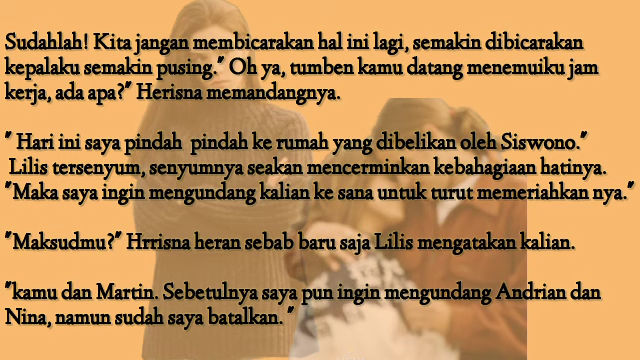 Sudahlah! Kita jangan membicarakan hal ini lagi, semakin dibicarakan
kepalaku semakin pusing." Oh ya, tumben kamu datang menemuiku jam
kerja, ada apa?" Herisna memandangnya.
" Hari ini saya pindah pindah ke rumah yang dibelikan oleh Siswono."
Lilis tersenyum, senyumnya seakan mencerminkan kebahagiaan hatinya.
"Maka saya ingin mengundang kalian ke sana untuk turut memeriahkan nya."
"Maksudmu?" Hrrisna heran sebab baru saja Lilis mengatakan kalian.
"kamu dan Martin. Sebetulnya saya pun ingin mengundang Andrian dan
Nina, namun sudah saya batalkan. "